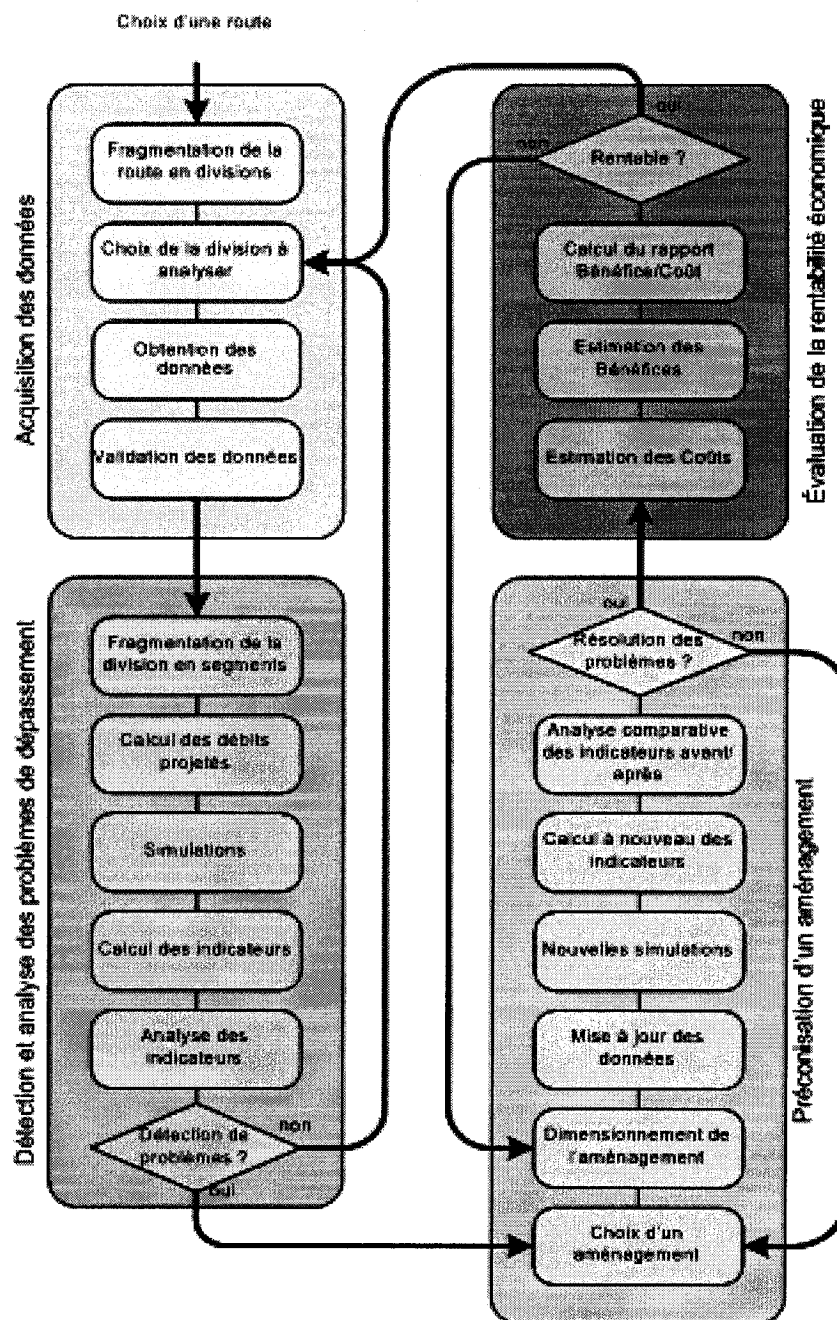 Choix d'une route
Acquisition des données
Fragmentation de la
route en divisions
Choix de la division à
analyser
Obtention des
données
Validation des données
Détection et analyse des problèmes de dépassement
Fragmentation de la
division en segments
Calcul des débits
projetés
Simulations
Calcul des indicateurs
Analyse des
indicateurs
Détection de
problèmes ?
non
oui
Évaluation de la rentabilité économique
oui
non
Rentable ?
Calcul du rapport
Bénéfice/Coût
Estimation des
Bénéfices
Estimation des Coûts
Préconisation d'un aménagement
oui
Résolution des
problèmes ?
non
Analyse comparative
des indicateurs avant/
après
Calcul à nouveau des
indicateurs
Nouvelles simulations
Mise à jour des
données
Dimensionnement de
l'aménagement
Choix d'un
aménagement